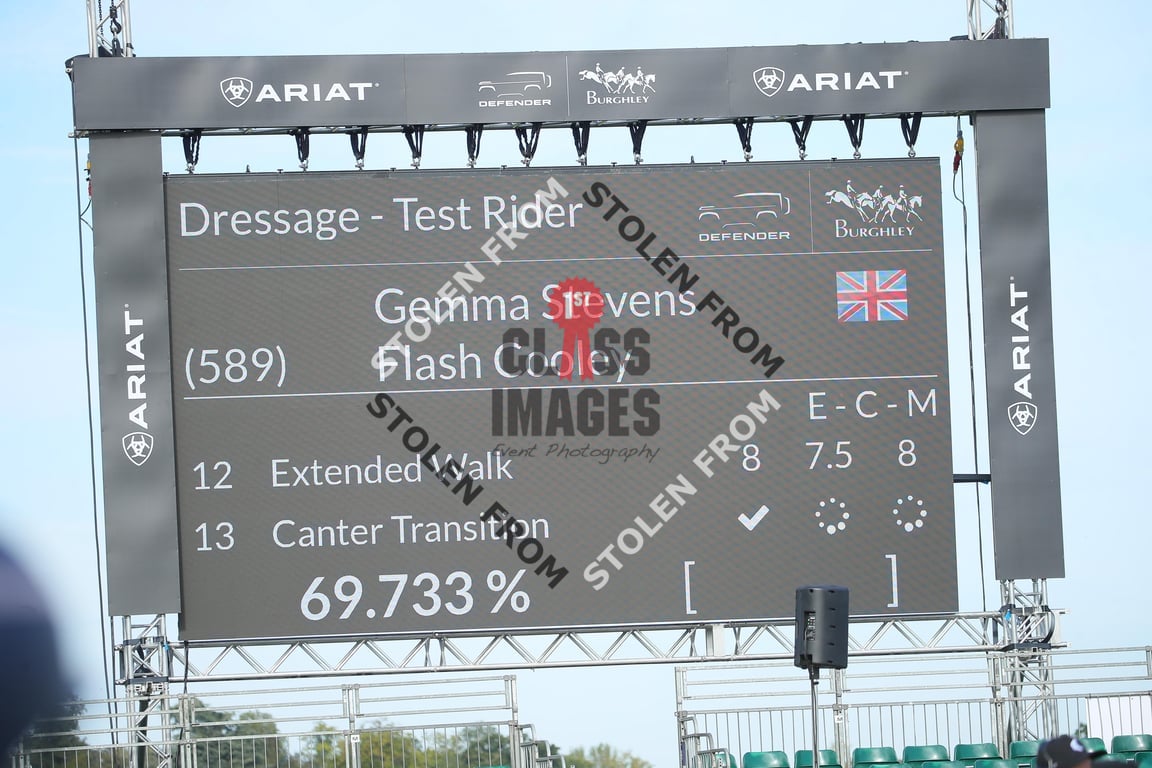 ARIAT DEFENDER BURGHLEY ARIAT
Dressage - Test Rider
DEFENDER BURGHLEY
Gemma Stevens
(589) Flash Cooley
E - C - M
12 Extended Walk 8 7.5 8
13 Canter Transition
69.733 % [ ]
ARIAT
ARIAT
1ST
CLASS
IMAGES
Event Photography
STOLEN FROM
STOLEN FROM
STOLEN FROM
STOLEN FROM